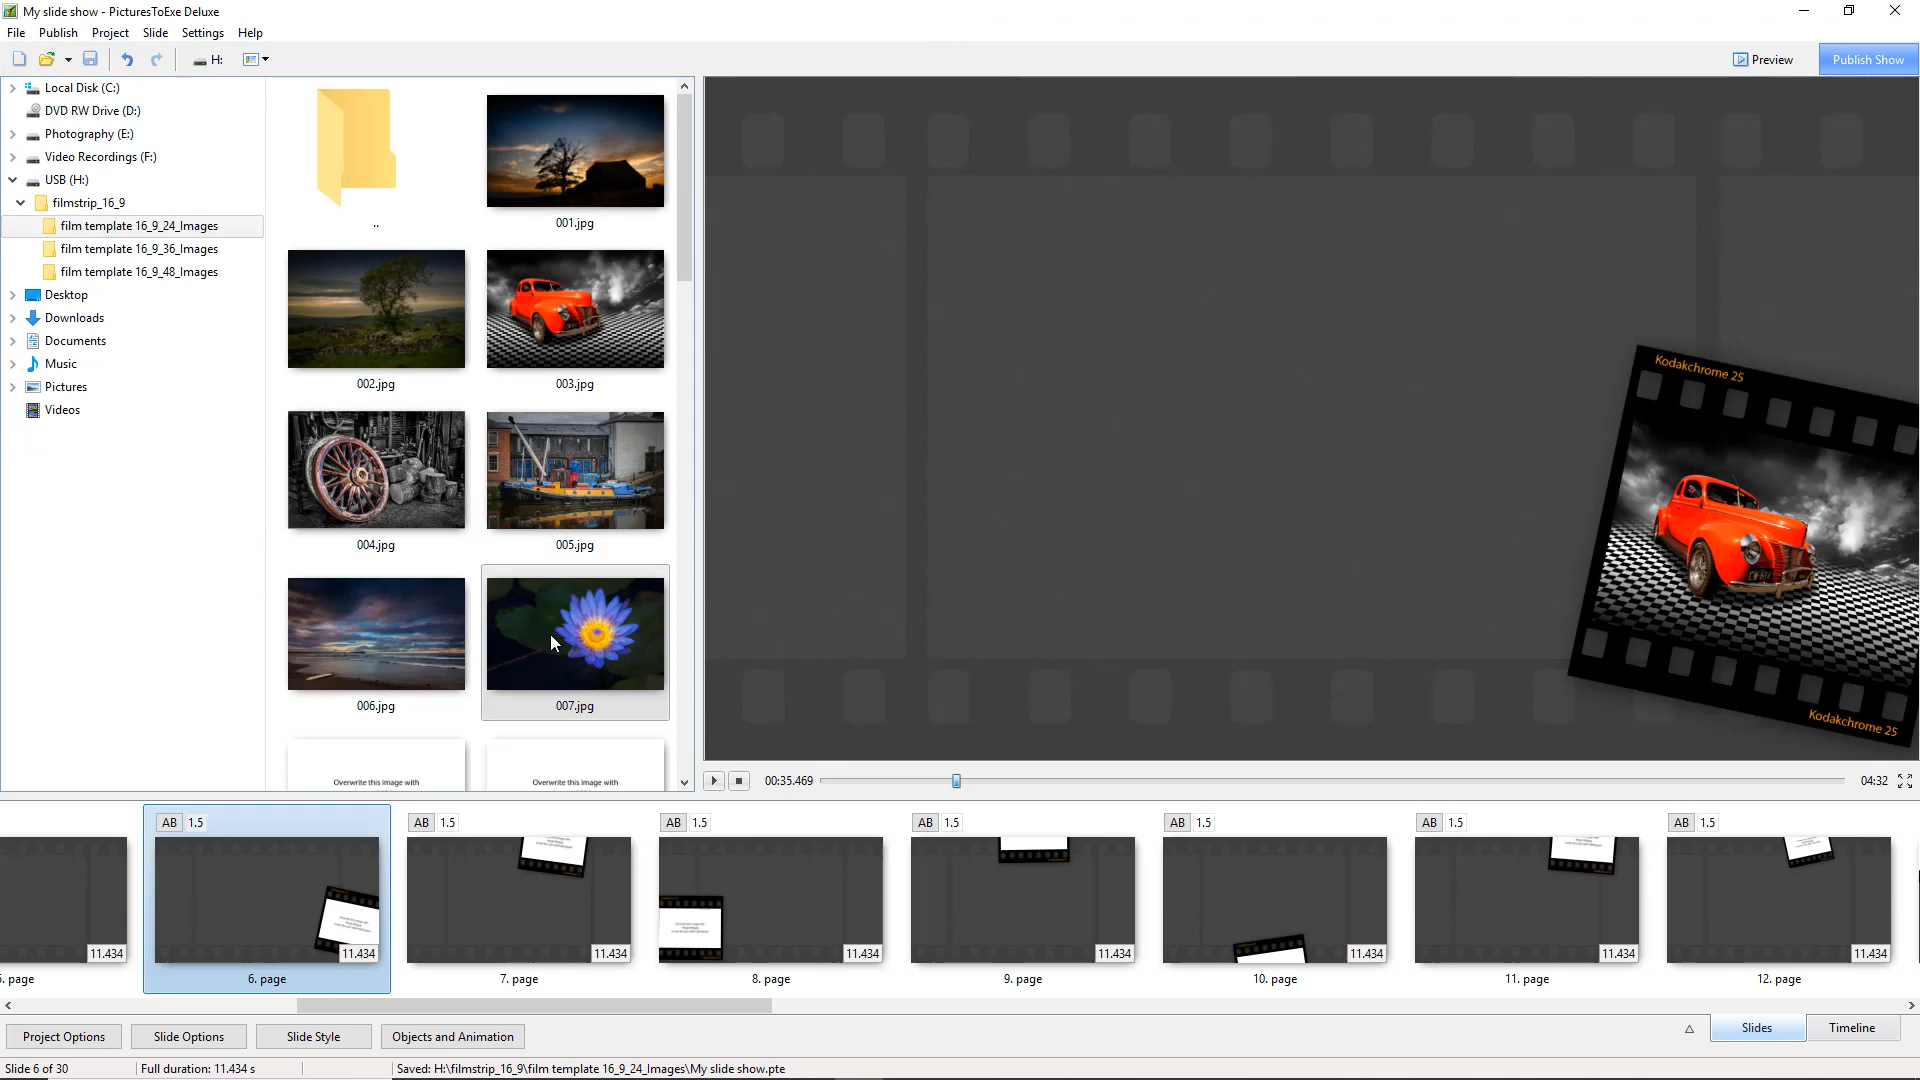 My slide show - PicturesToExe Deluxe
File Publish Project Slide Settings Help
H:
Preview
Publish Show
Local Disk (C:)
DVD RW Drive (D:)
Photography (E:)
Video Recordings (F:)
USB (H:)
filmstrip_16_9
film template 16_9_24_Images
film template 16_9_36_Images
film template 16_9_48_Images
Desktop
Downloads
Documents
Music
Pictures
Videos
..
001.jpg
002.jpg
003.jpg
004.jpg
005.jpg
006.jpg
007.jpg
Overwrite this image with
Overwrite this image with
Kodakchrome 25
Kodakchrome 25
00:35.469
04:32
AB 1.5
AB 1.5
AB 1.5
AB 1.5
AB 1.5
AB 1.5
AB 1.5
11.434
11.434
11.434
11.434
11.434
11.434
11.434
11.434
. page
6. page
7. page
8. page
9. page
10. page
11. page
12. page
Project Options
Slide Options
Slide Style
Objects and Animation
Slides
Timeline
Slide 6 of 30
Full duration: 11.434 s
Saved: H:\filmstrip_16_9\film template 16_9_24_Images\My slide show.pte